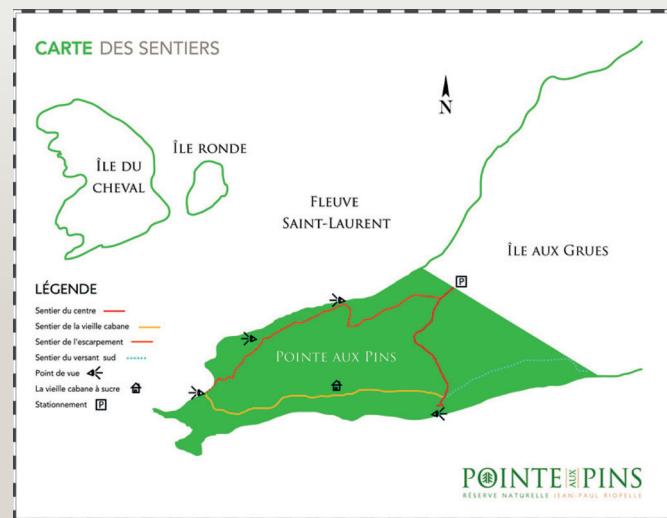 CARTE DES SENTIERS
N
ÎLE RONDE
ÎLE DU
CHEVAL
FLEUVE
SAINT-LAURENT
ÎLE AUX GRUES
P
LÉGENDE
Sentier du centre
Sentier de la vieille cabane
Sentier de l'escarpement
Sentier du versant sud
Point de vue
La vieille cabane à sucre
Stationnement P
POINTE AUX PINS
POINTE AUX PINS
RÉSERVE NATURELLE JEAN-PAUL RIOPELLE